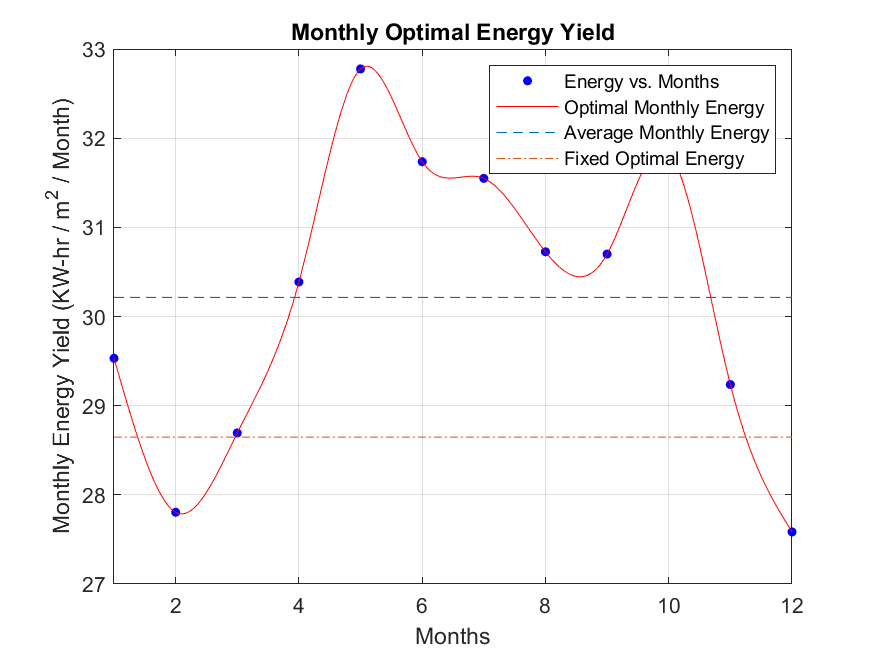 Monthly Optimal Energy Yield
33
32
31
30
29
28
27
Monthly Energy Yield (KW-hr / m² / Month)
Energy vs. Months
Optimal Monthly Energy
Average Monthly Energy
Fixed Optimal Energy
2 4 6 8 10 12
Months